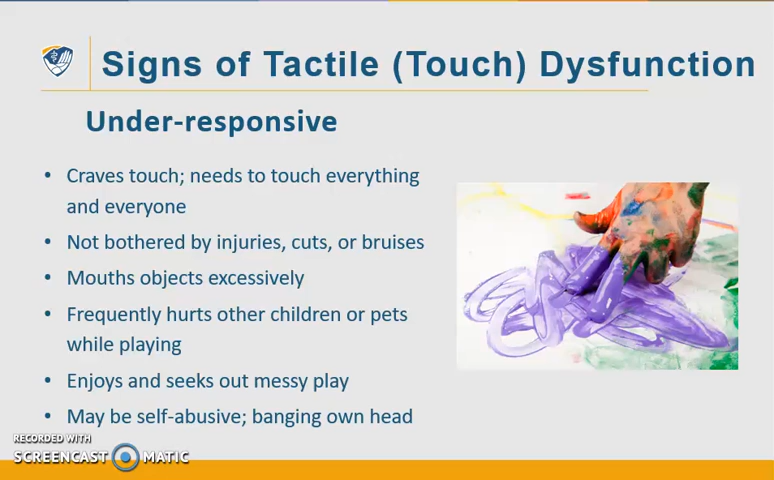 Signs of Tactile (Touch) Dysfunction
Under-responsive
• Craves touch; needs to touch everything
and everyone
• Not bothered by injuries, cuts, or bruises
• Mouths objects excessively
• Frequently hurts other children or pets
while playing
• Enjoys and seeks out messy play
• May be self-abusive; banging own head
RECORDED WITH
SCREENCAST MATIC